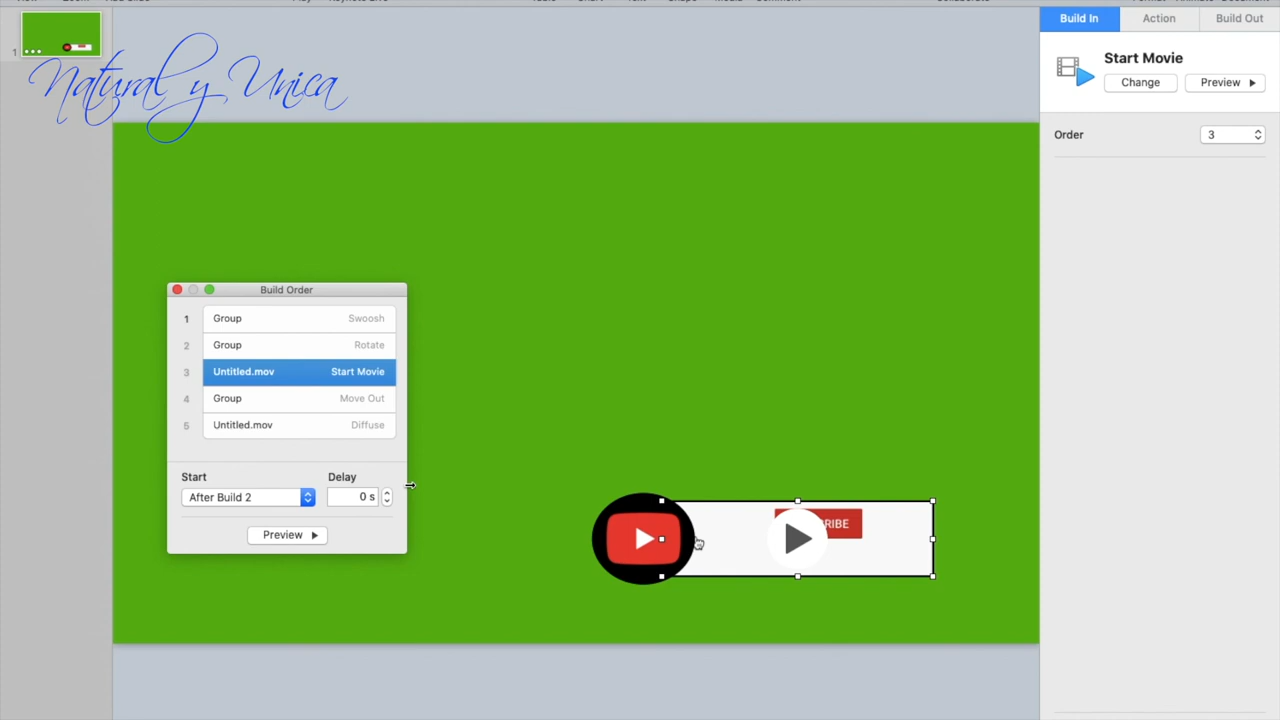 Build In Action Build Out
1
Natural y Unica
Start Movie
Change Preview
Order 3
Build Order
1 Group Swoosh
2 Group Rotate
3 Untitled.mov Start Movie
4 Group Move Out
5 Untitled.mov Diffuse
Start Delay
After Build 2 0 s
Preview
RIBE